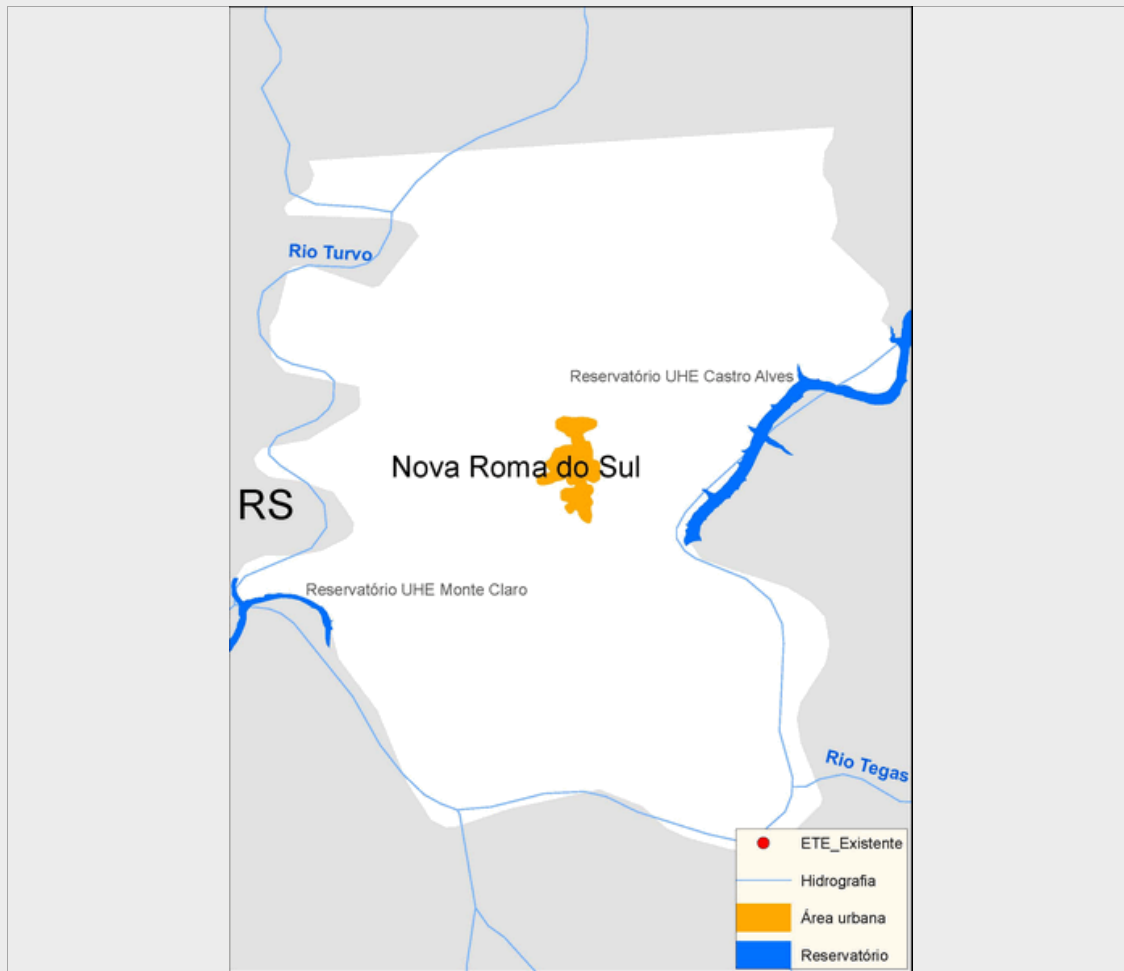 Rio Turvo
Reservatório UHE Castro Alves
Nova Roma do Sul
RS
Reservatório UHE Monte Claro
Rio Tegas
ETE_Existente
Hidrografia
Área urbana
Reservatório